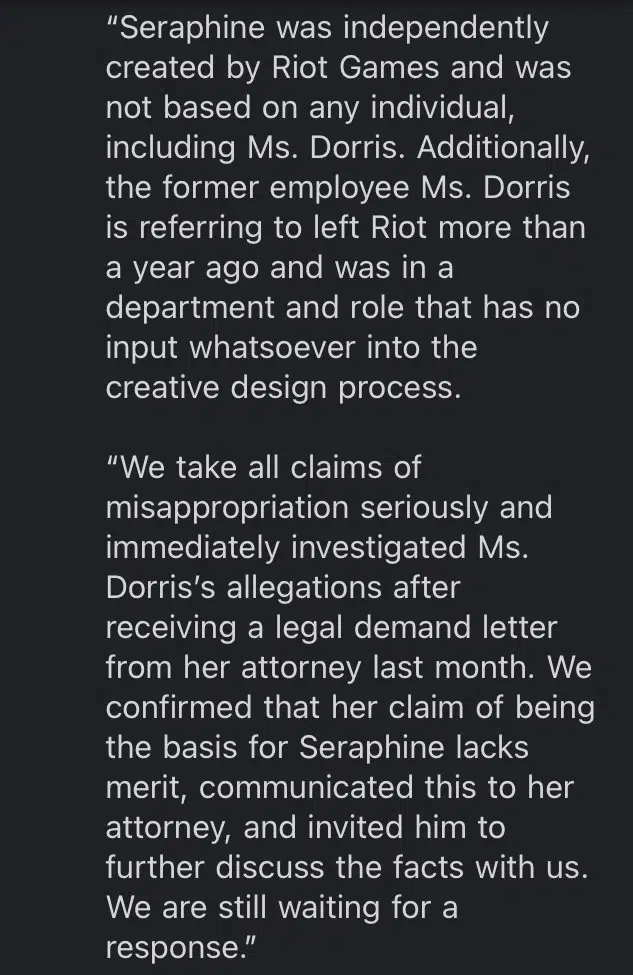 “Seraphine was independently
created by Riot Games and was
not based on any individual,
including Ms. Dorris. Additionally,
the former employee Ms. Dorris
is referring to left Riot more than
a year ago and was in a
department and role that has no
input whatsoever into the
creative design process.
“We take all claims of
misappropriation seriously and
immediately investigated Ms.
Dorris’s allegations after
receiving a legal demand letter
from her attorney last month. We
confirmed that her claim of being
the basis for Seraphine lacks
merit, communicated this to her
attorney, and invited him to
further discuss the facts with us.
We are still waiting for a
response.”